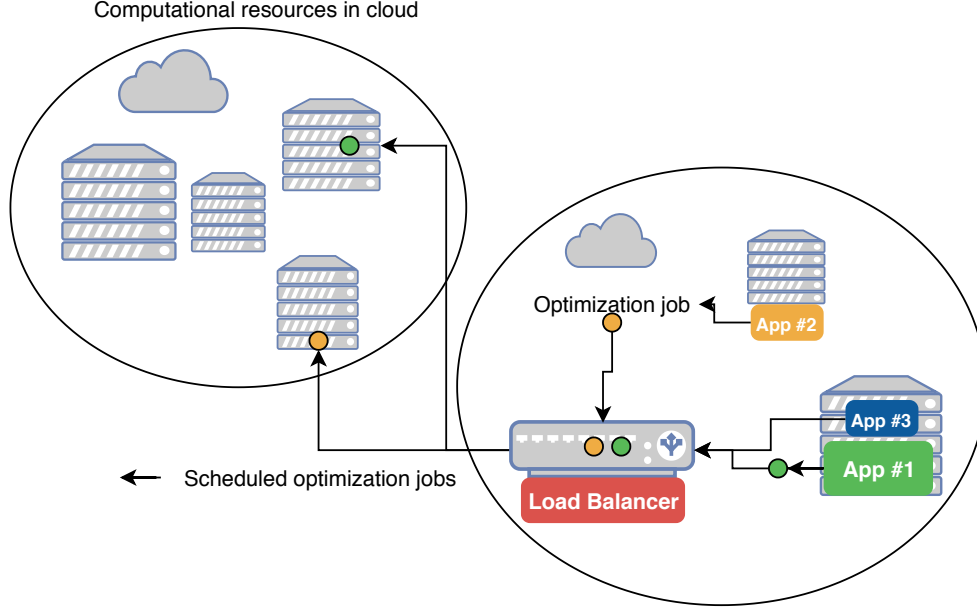 Computational resources in cloud
Optimization job
App #2
App #3
App #1
Load Balancer
Scheduled optimization jobs